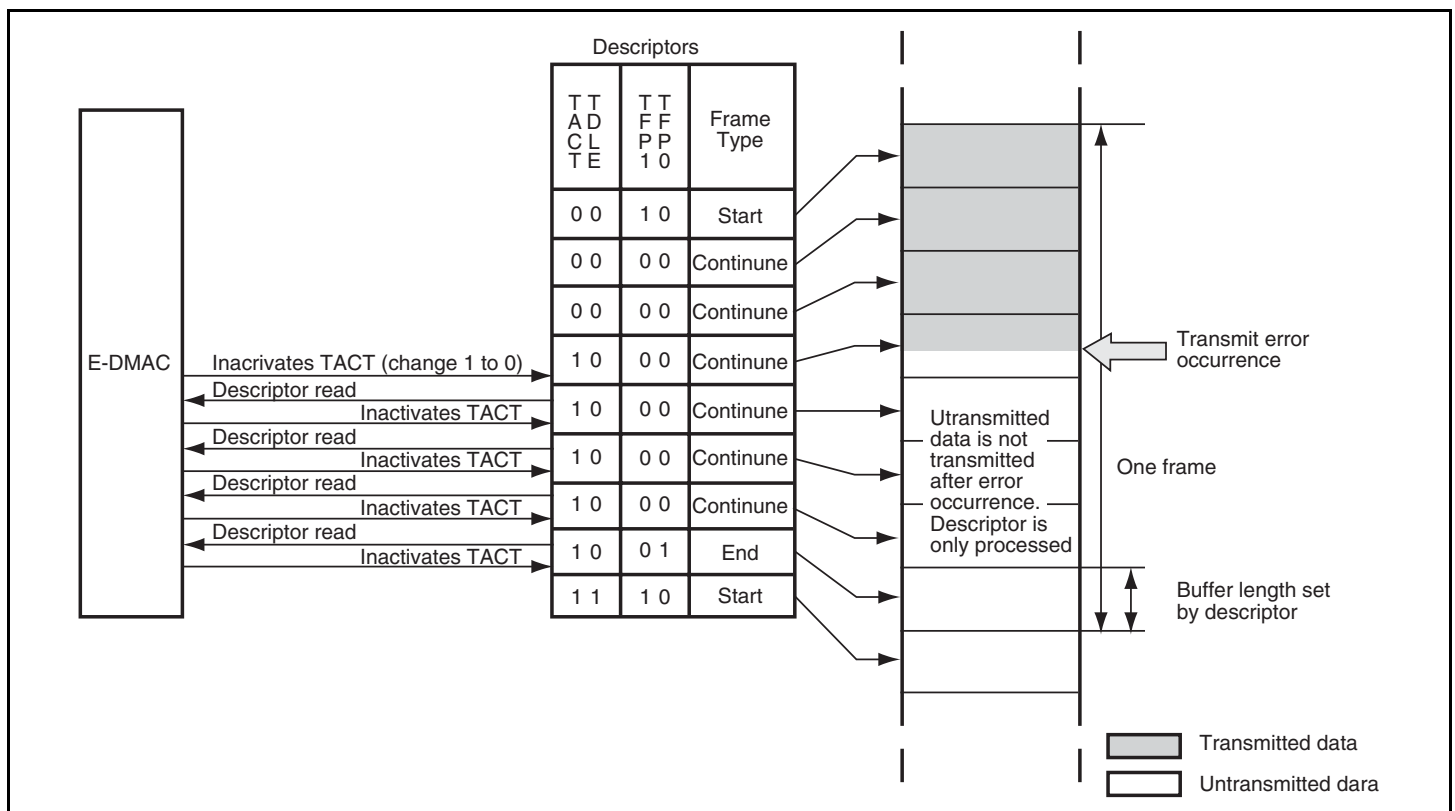 Descriptors
TACT TDLE TFP1 TFP0 Frame Type
0 0 1 0 Start
0 0 0 0 Continune
0 0 0 0 Continune
1 0 0 0 Continune
1 0 0 0 Continune
1 0 0 0 Continune
1 0 0 0 Continune
1 0 0 1 End
1 1 1 0 Start
E-DMAC
Inacrivates TACT (change 1 to 0)
Descriptor read
Inactivates TACT
Descriptor read
Inactivates TACT
Descriptor read
Inactivates TACT
Descriptor read
Inactivates TACT
Transmit error
occurrence
Utransmitted
data is not
transmitted
after error
occurrence.
Descriptor is
only processed
One frame
Buffer length set
by descriptor
Transmitted data
Untransmitted dara